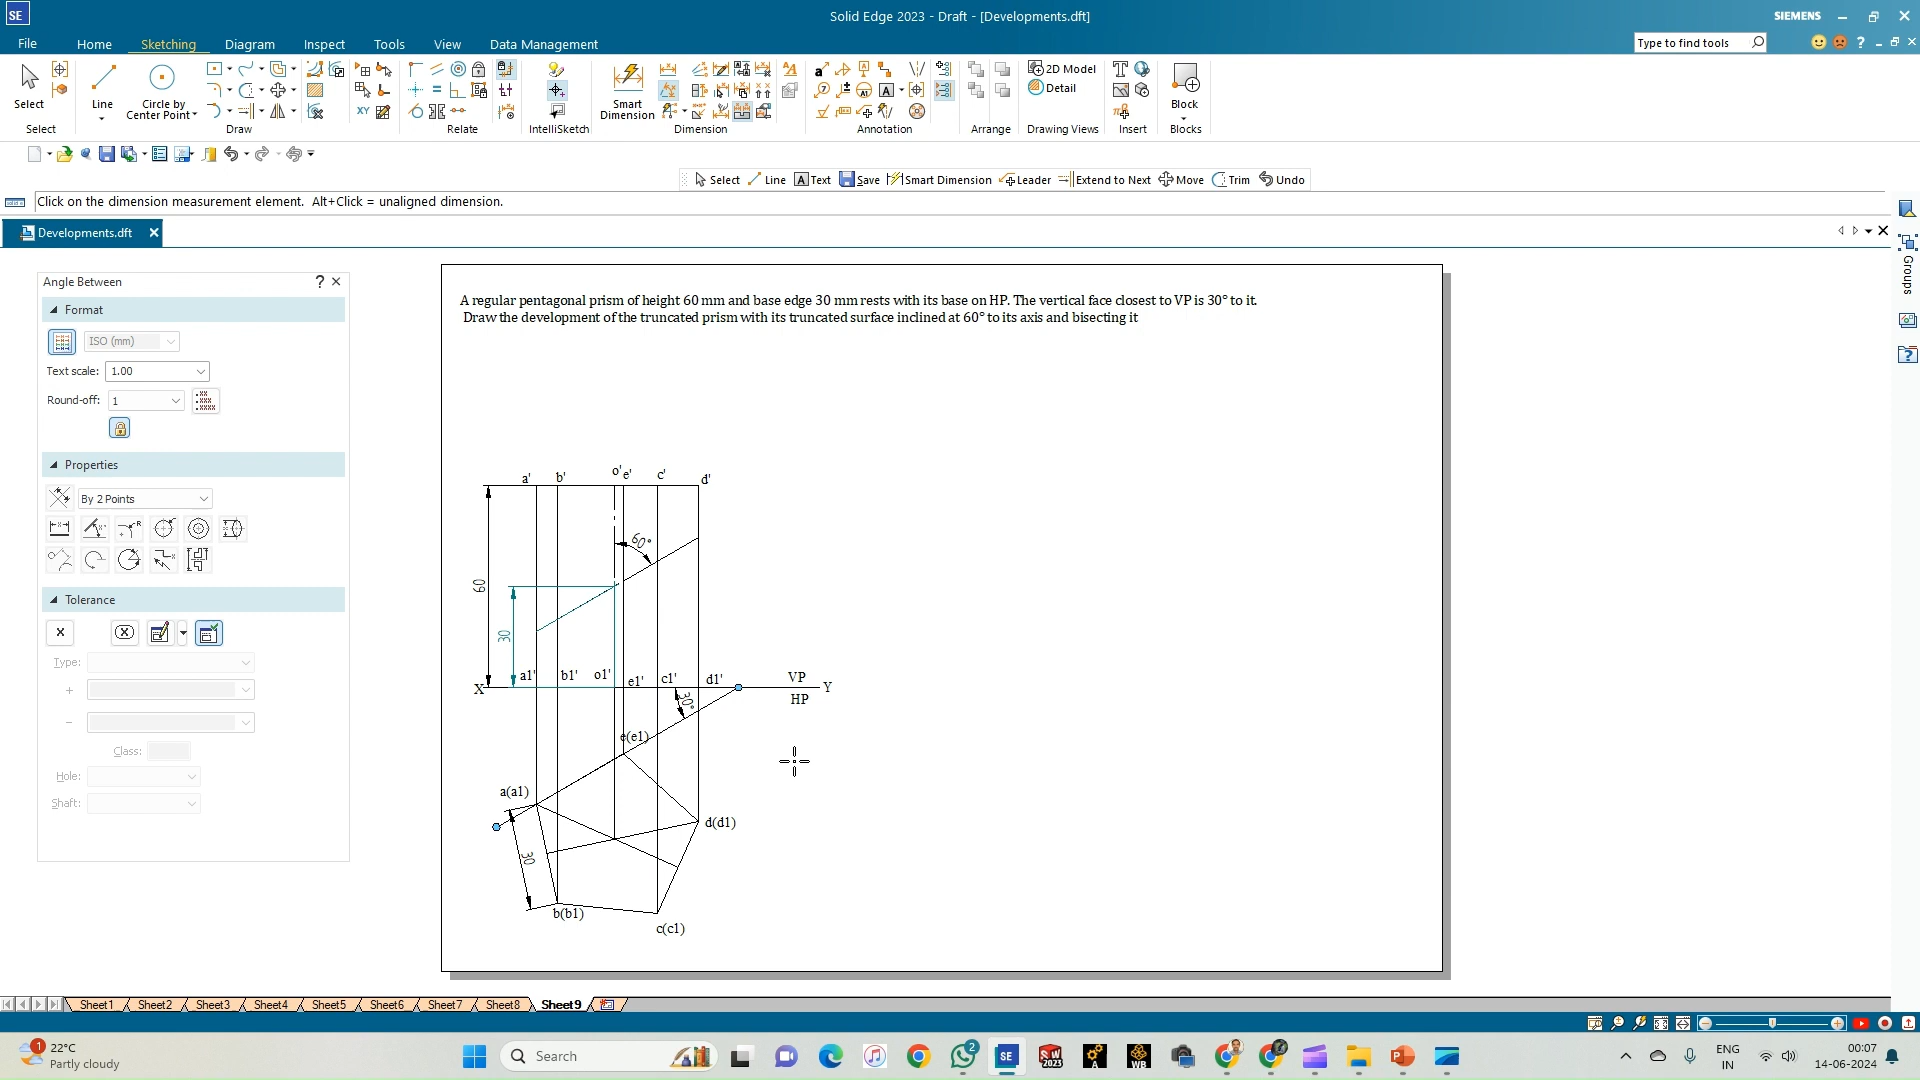 SE
Solid Edge 2023 - Draft - [Developments.dft]
SIEMENS
File
Home
Sketching
Diagram
Inspect
Tools
View
Data Management
Type to find tools
Select
Line
Circle by
Center Point
Smart
Dimension
2D Model
Detail
Block
Select
Draw
Relate
IntelliSketch
Dimension
Annotation
Arrange
Drawing Views
Insert
Blocks
Select
Line
Text
Save
Smart Dimension
Leader
Extend to Next
Move
Trim
Undo
Click on the dimension measurement element.  Alt+Click = unaligned dimension.
Developments.dft
Groups
Angle Between
Format
ISO (mm)
Text scale: 1.00
Round-off: 1
Properties
By 2 Points
Tolerance
Type:
+
−
Class:
Hole:
Shaft:
A regular pentagonal prism of height 60 mm and base edge 30 mm rests with its base on HP. The vertical face closest to VP is 30° to it.
Draw the development of the truncated prism with its truncated surface inclined at 60° to its axis and bisecting it
a' b' o' e' c' d'
60°
60
30
a1' b1' o1' e1' c1' d1'
VP
X
Y
HP
30°
e(e1)
a(a1)
d(d1)
30
b(b1)
c(c1)
Sheet1
Sheet2
Sheet3
Sheet4
Sheet5
Sheet6
Sheet7
Sheet8
Sheet9
1
22°C
Partly cloudy
Search
2
SE
ENG
IN
00:07
14-06-2024